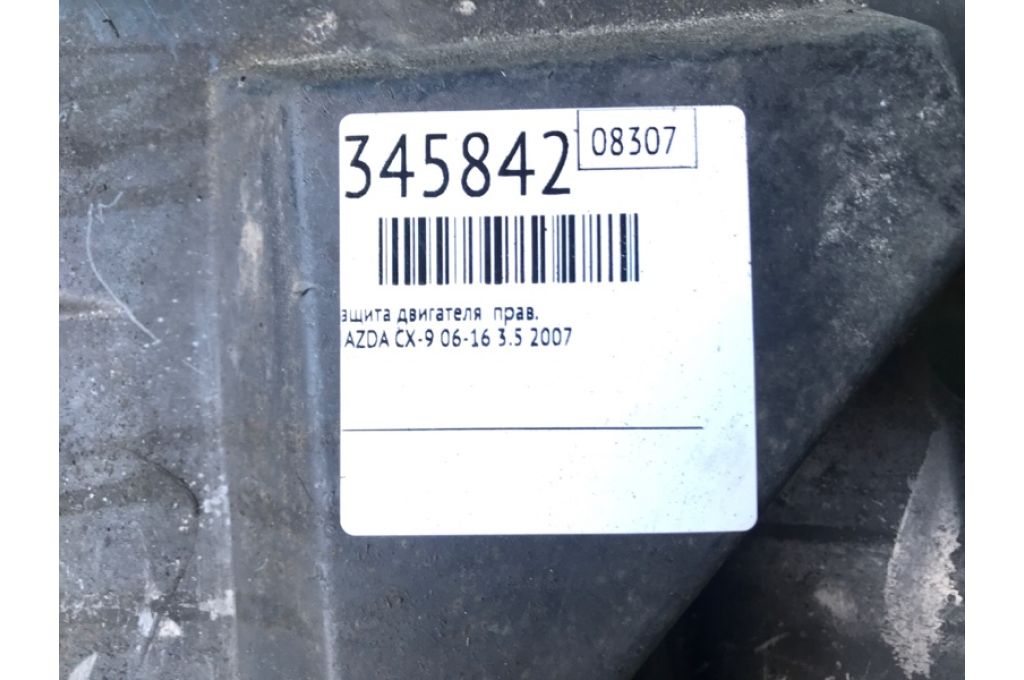 345842
08307
ащита двигателя прав.
AZDA CX-9 06-16 3.5 2007